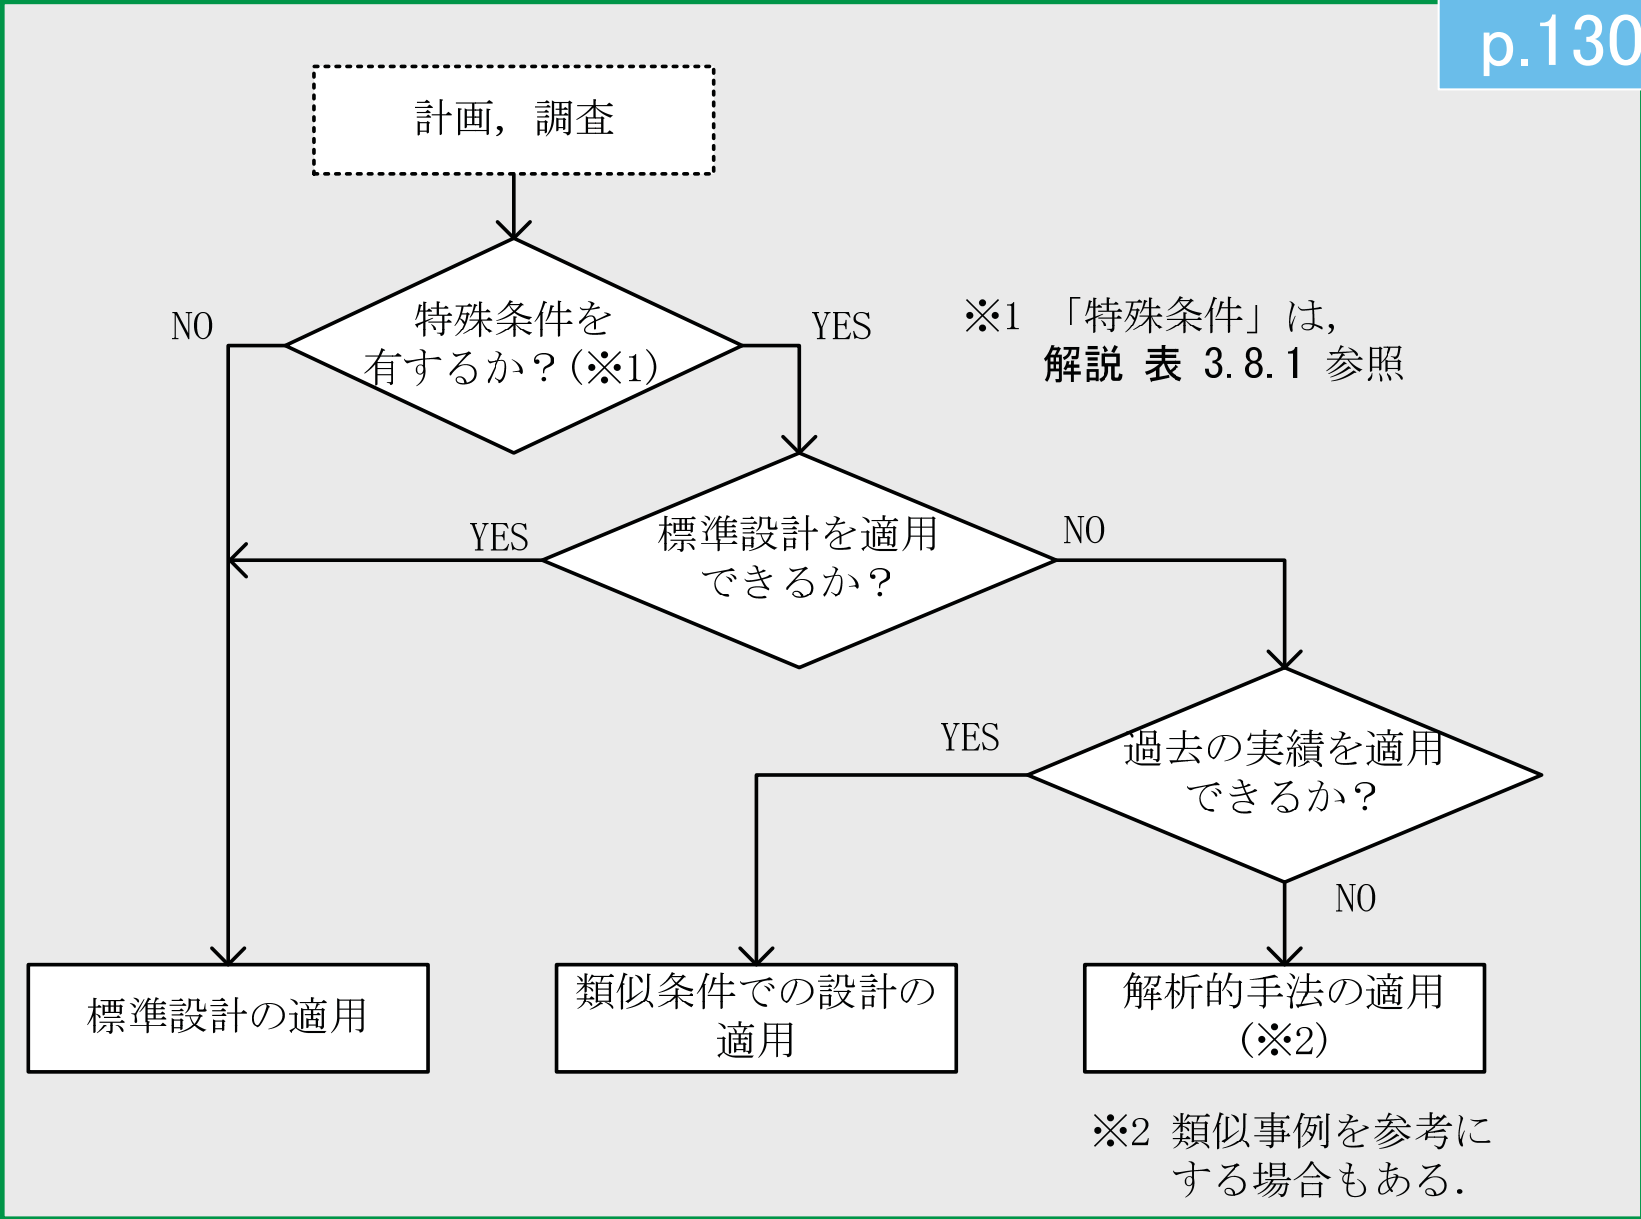 p.130
計画，調査
特殊条件を
有するか？(※1)
NO
YES
※1 「特殊条件」は，
解説 表 3.8.1 参照
標準設計を適用
できるか？
YES
NO
過去の実績を適用
できるか？
YES
NO
標準設計の適用
類似条件での設計の
適用
解析的手法の適用
(※2)
※2 類似事例を参考に
する場合もある．